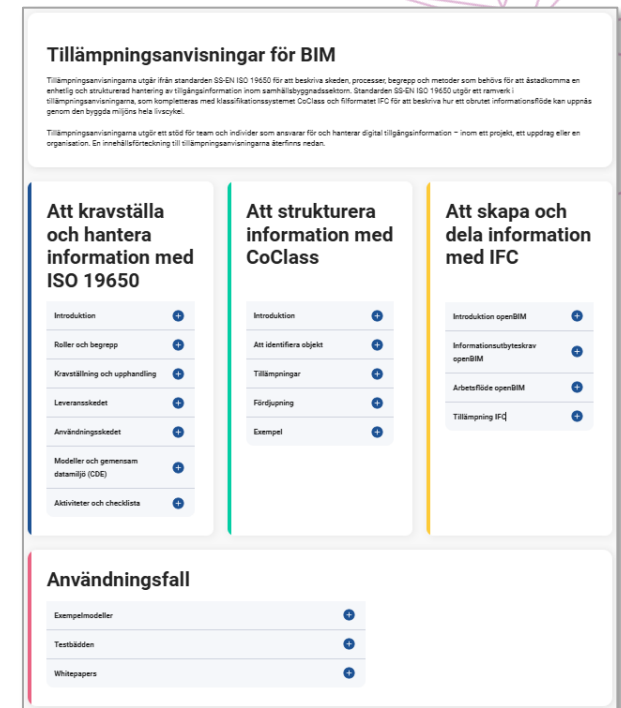 Tillämpningsanvisningar för BIM
Tillämpningsanvisningarna utgår ifrån standarden SS-EN ISO 19650 för att beskriva skeden, processer, begrepp och metoder som behövs för att åstadkomma en
enhetlig och strukturerad hantering av tillgångsinformation inom samhällsbyggnadssektorn. Standarden SS-EN ISO 19650 utgör ett ramverk i
tillämpningsanvisningarna, som kompletteras med klassifikationssystemet CoClass och filformatet IFC för att beskriva hur ett obrutet informationsflöde kan uppnås
genom den byggda miljöns hela livscykel.
Tillämpningsanvisningarna utgör ett stöd för team och individer som ansvarar för och hanterar digital tillgångsinformation – inom ett projekt, ett uppdrag eller en
organisation. En innehållsförteckning till tillämpningsanvisningarna återfinns nedan.
Att kravställa
och hantera
information med
ISO 19650
Introduktion
Roller och begrepp
Kravställning och upphandling
Leveransskedet
Användningsskedet
Modeller och gemensam
datamiljö (CDE)
Aktiviteter och checklista
Att strukturera
information med
CoClass
Introduktion
Att identifiera objekt
Tillämpningar
Fördjupning
Exempel
Att skapa och
dela information
med IFC
Introduktion openBIM
Informationsutbyteskrav
openBIM
Arbetsflöde openBIM
Tillämpning IFC
Användningsfall
Exempelmodeller
Testbädden
Whitepapers